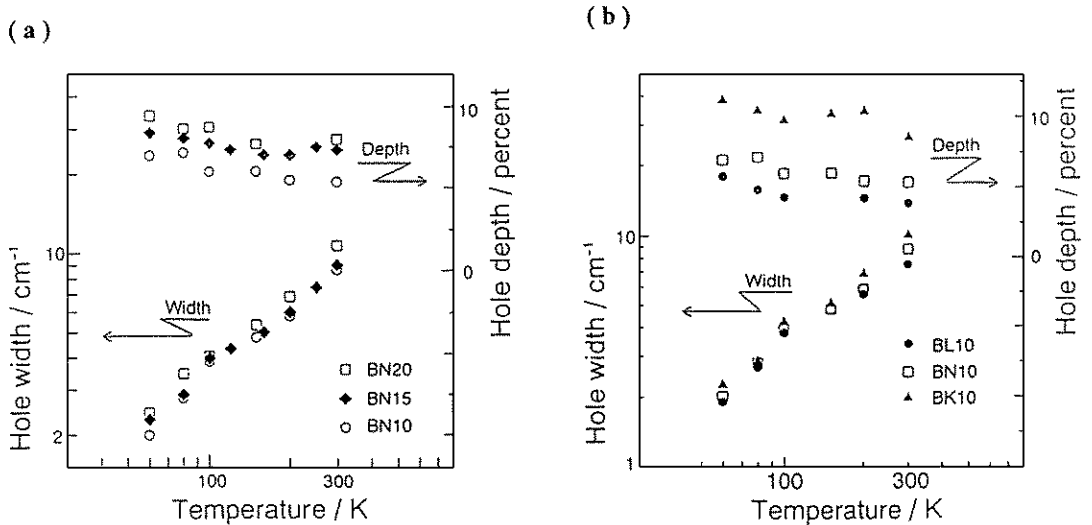 (a)
Hole width / cm⁻¹
10
2
100
300
Temperature / K
10
0
Hole depth / percent
Depth
Width
BN20
BN15
BN10
(b)
Hole width / cm⁻¹
10
1
100
300
Temperature / K
10
0
Hole depth / percent
Depth
Width
BL10
BN10
BK10